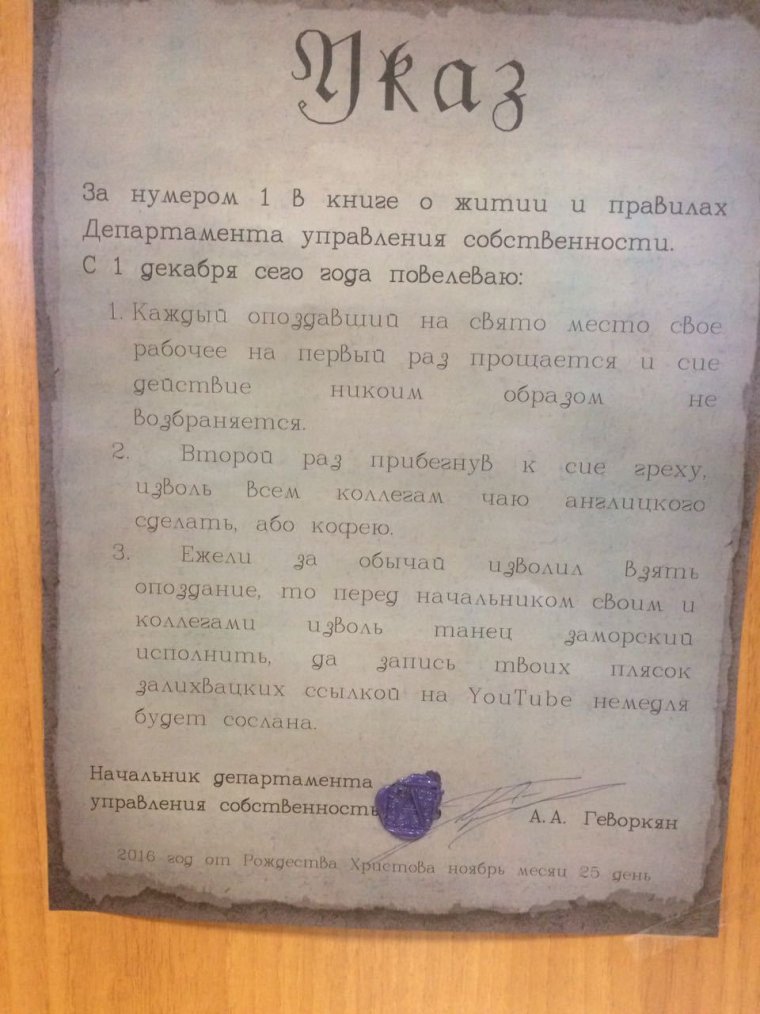 Указ
За нумером 1 в книге о житии и правилах
Департамента управления собственности.
С 1 декабря сего года повелеваю:
1. Каждый опоздавший на свято место свое
рабочее на первый раз прощается и сие
действие никоим образом не
возбраняется.
2. Второй раз прибегнув к сие греху,
изволь всем коллегам чаю англицкого
сделать, або кофею.
3. Ежели за обычай изволил взять
опоздание, то перед начальником своим и
коллегами изволь танец заморский
исполнить, да запись твоих плясок
залихвацких ссылкой на YouTube немедля
будет сослана.
Начальник департамента
управления собственность
А.А. Геворкян
2016 год от Рождества Христова ноябрь месяц 25 день